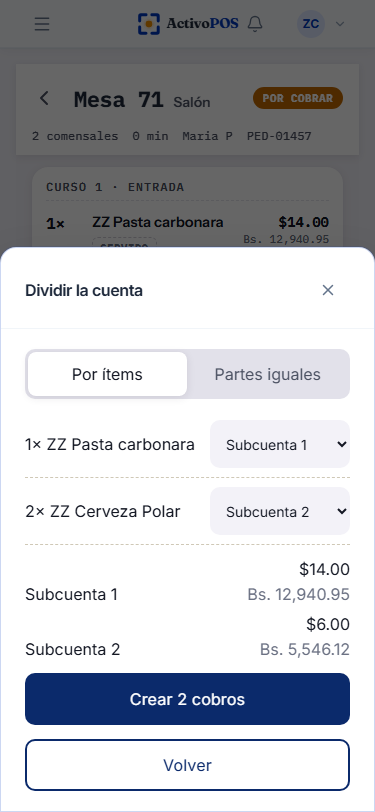 ActivoPOS
ZC
Mesa 71 Salón
POR COBRAR
2 comensales 0 min Maria P PED-01457
CURSO 1 · ENTRADA
1× ZZ Pasta carbonara $14.00
SERVIDO Bs. 12,940.95
Dividir la cuenta
Por ítems
Partes iguales
1× ZZ Pasta carbonara
Subcuenta 1
2× ZZ Cerveza Polar
Subcuenta 2
$14.00
Subcuenta 1 Bs. 12,940.95
$6.00
Subcuenta 2 Bs. 5,546.12
Crear 2 cobros
Volver